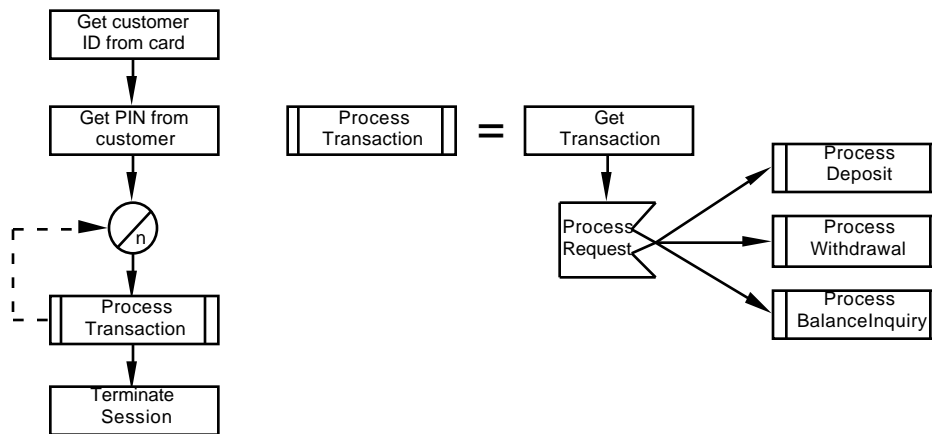 Get customer
ID from card
Get PIN from
customer
n
Process
Transaction
Terminate
Session
Process
Transaction
=
Get
Transaction
Process
Request
Process
Deposit
Process
Withdrawal
Process
BalanceInquiry